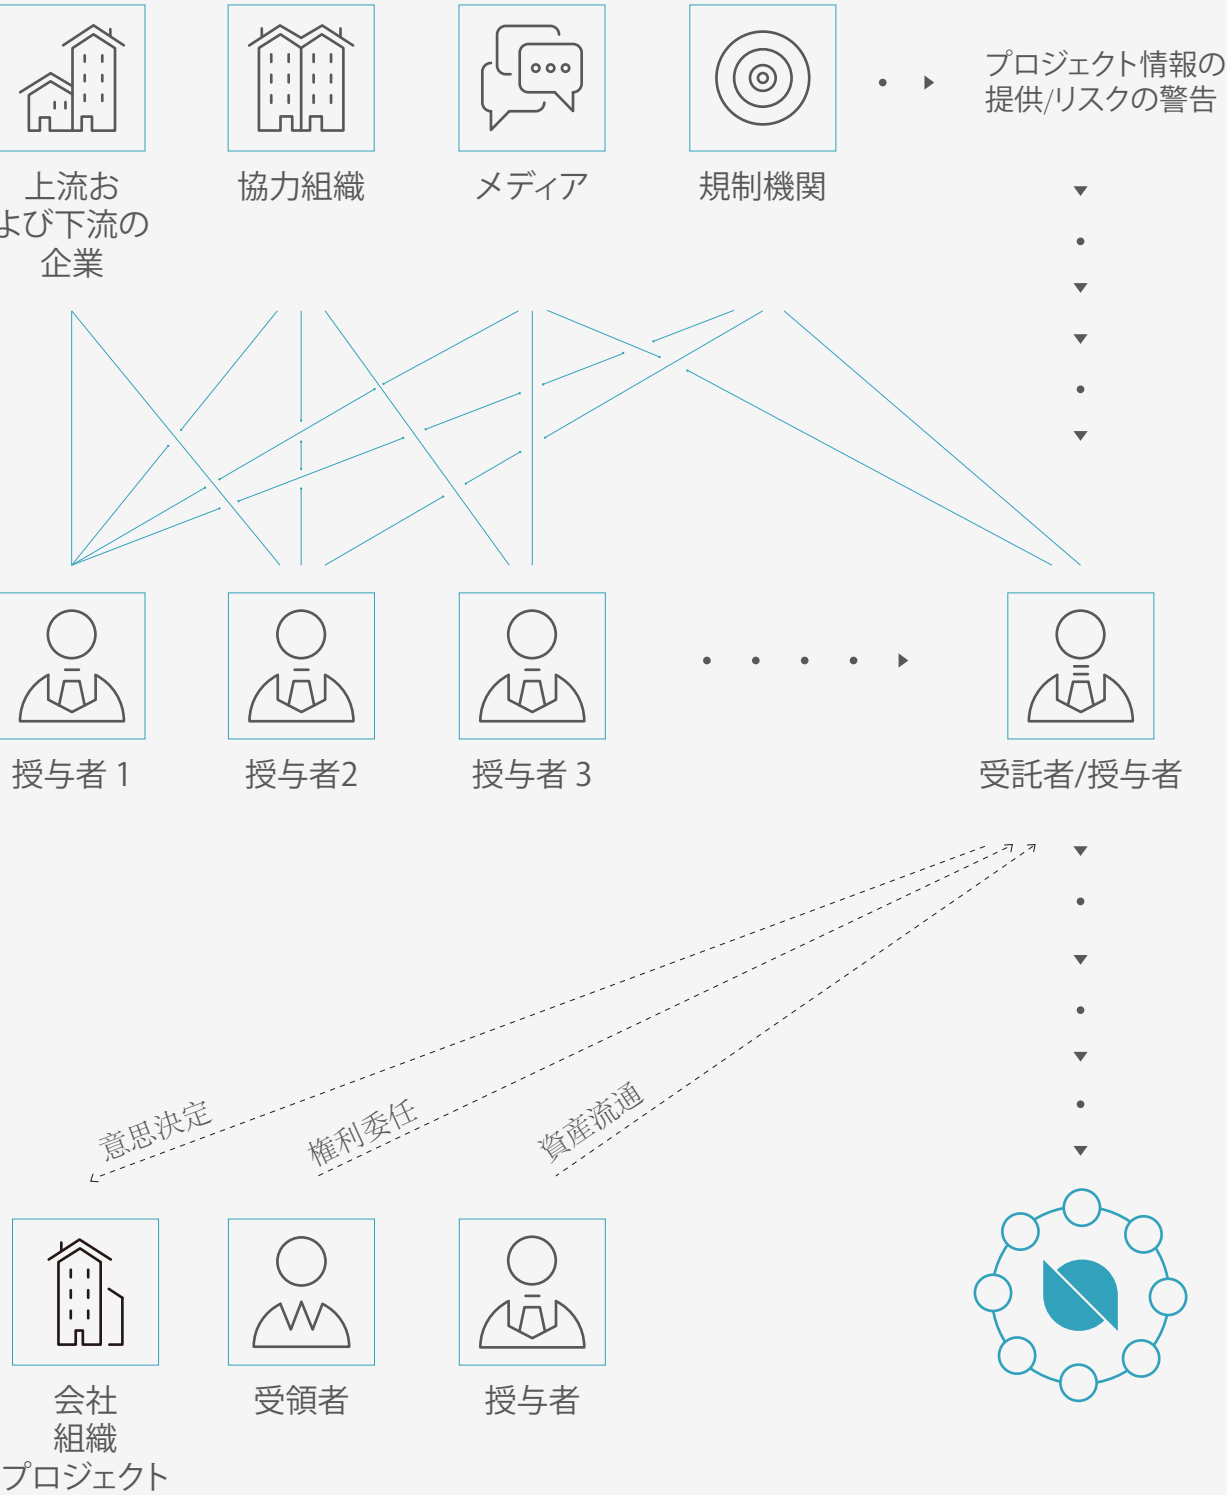 プロジェクト情報の
提供/リスクの警告
上流お
よび下流の
企業
協力組織
メディア
規制機関
授与者 1
授与者2
授与者 3
受託者/授与者
意思決定
権利委任
資産流通
会社
組織
プロジェクト
受領者
授与者